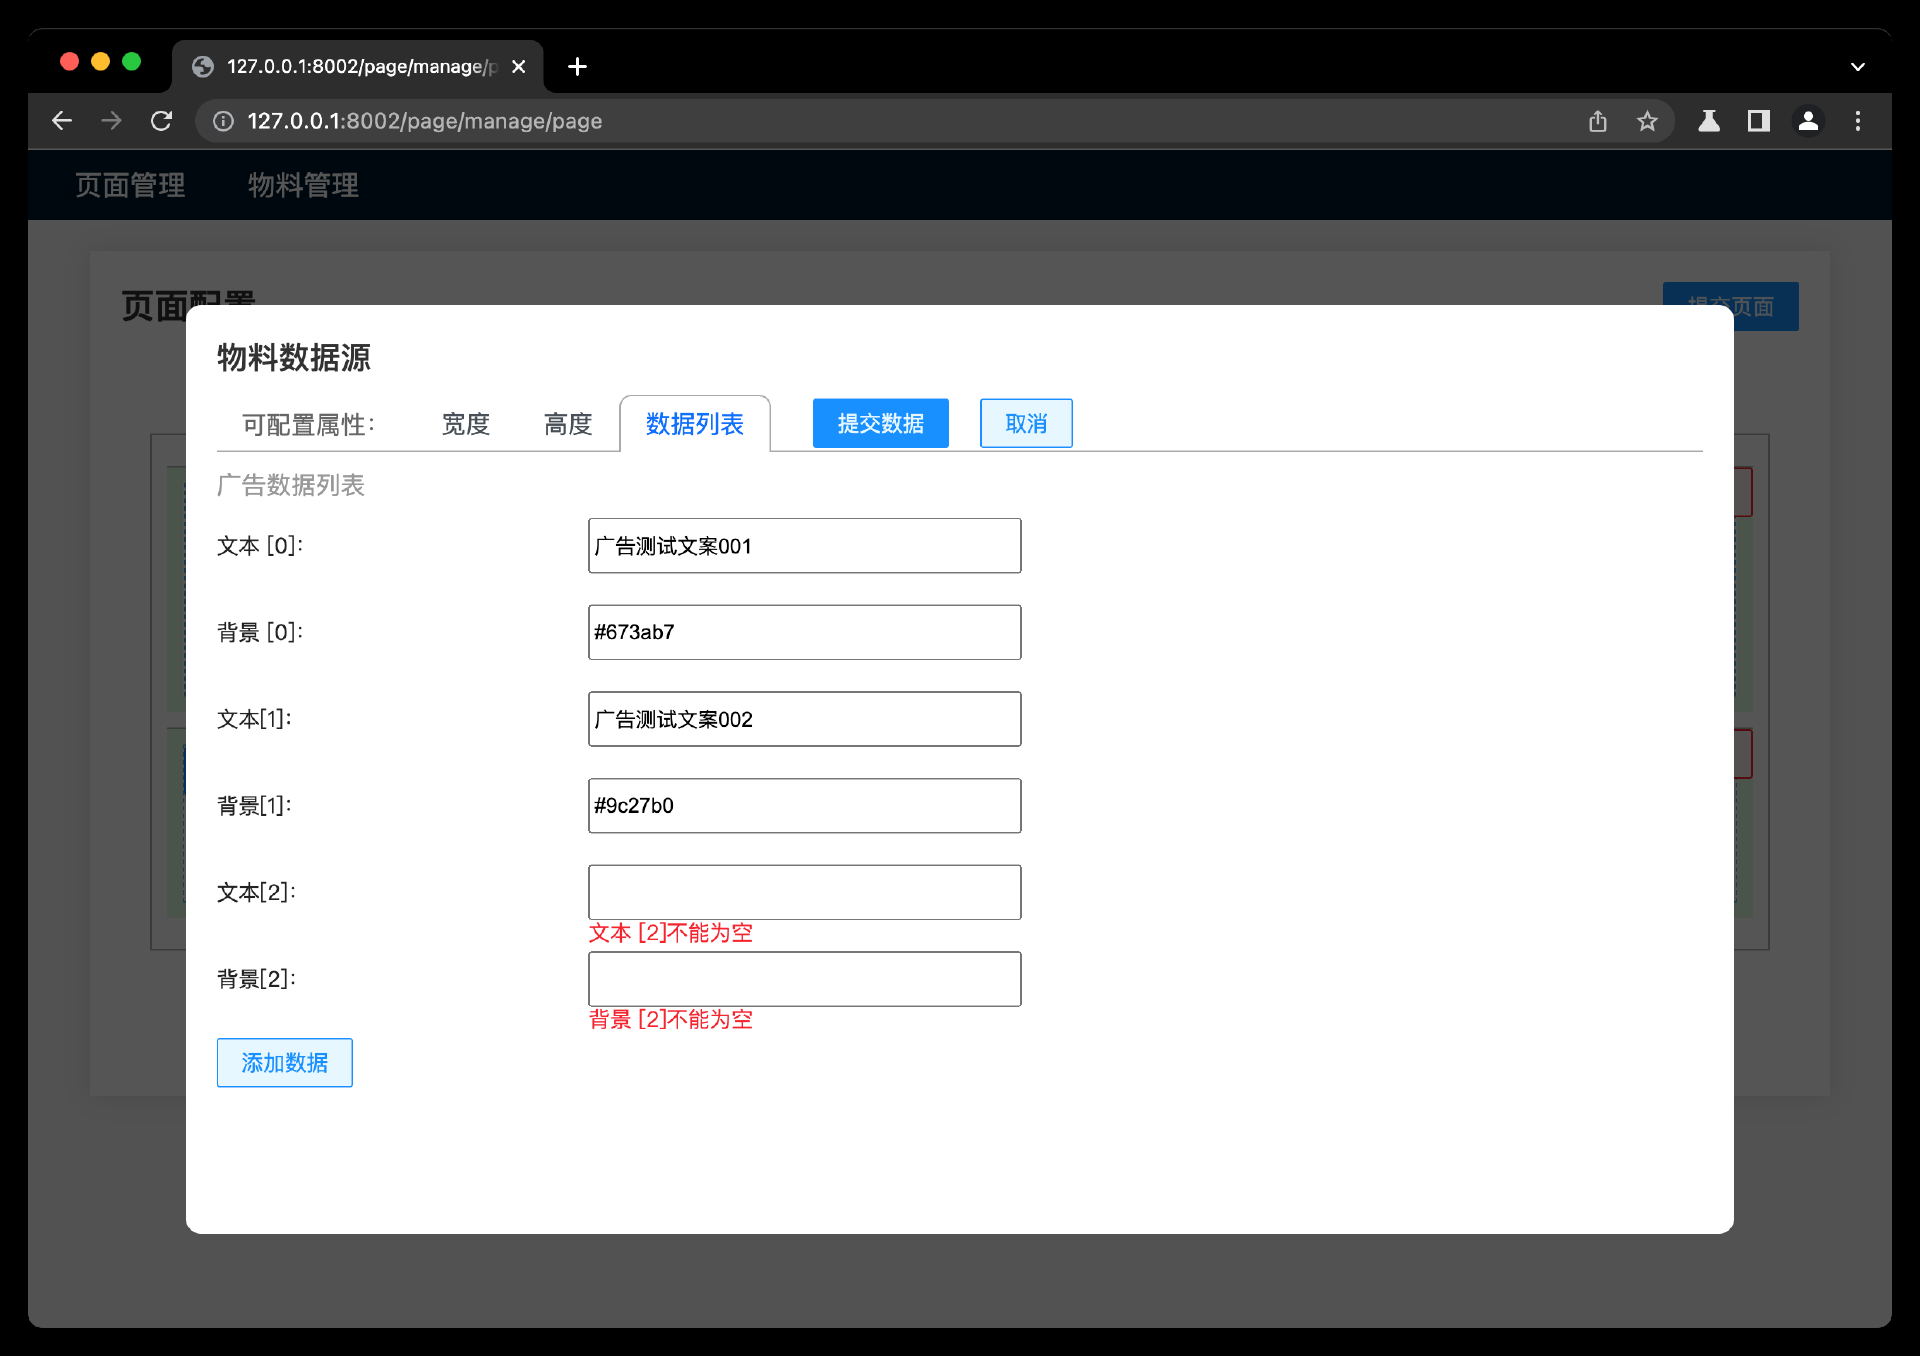 127.0.0.1:8002/page/manage/p
127.0.0.1:8002/page/manage/page
页面管理 物料管理
页面配置 提交页面
物料数据源
可配置属性: 宽度 高度 数据列表 提交数据 取消
广告数据列表
文本 [0]: 广告测试文案001
背景 [0]: #673ab7
文本[1]: 广告测试文案002
背景[1]: #9c27b0
文本[2]:
文本 [2]不能为空
背景[2]:
背景 [2]不能为空
添加数据